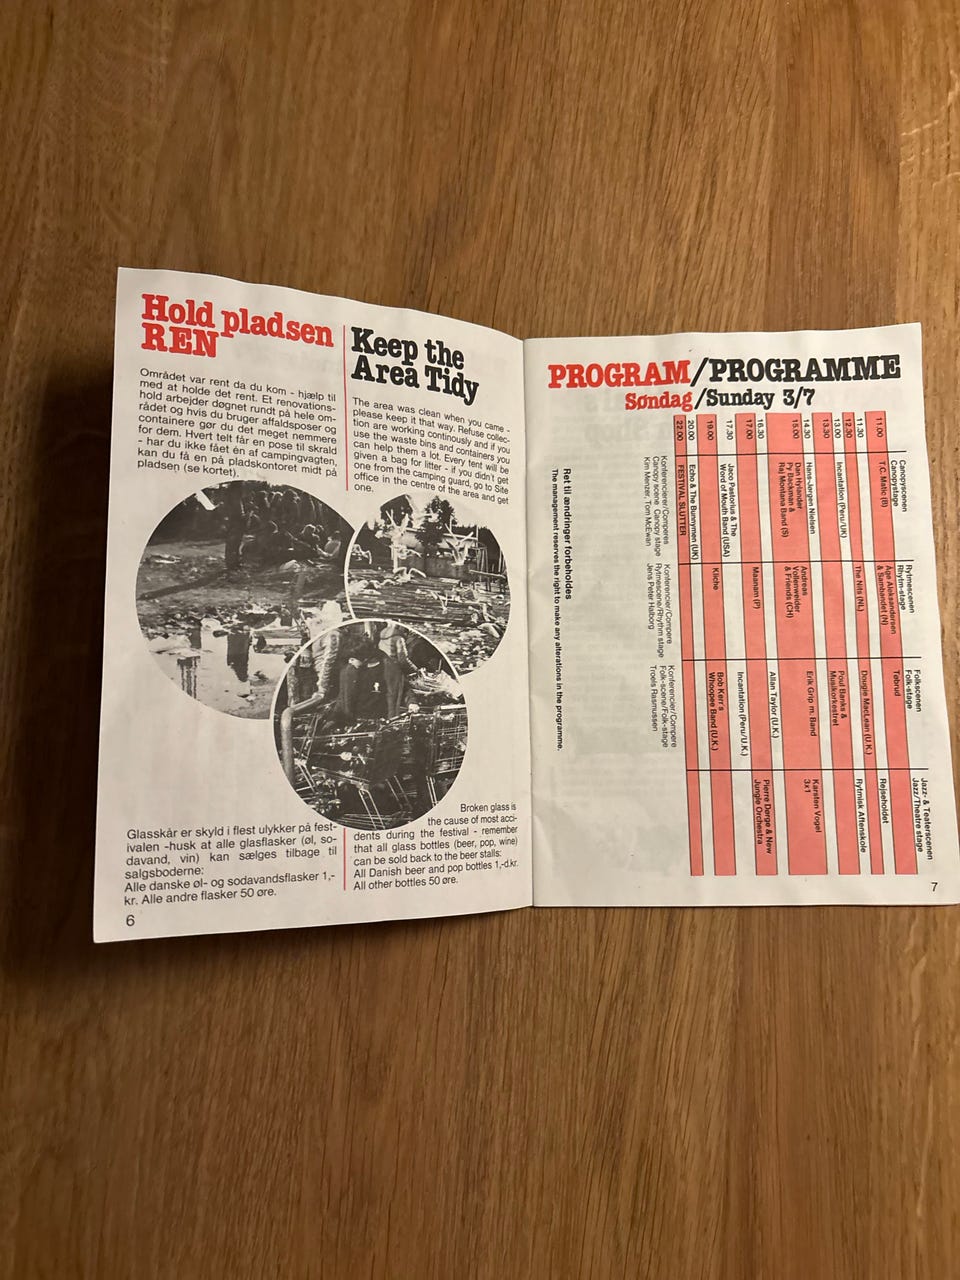 Hold pladsen
REN
Området var rent da du kom - hjælp til
med at holde det rent. Et renovations-
hold arbejder døgnet rundt på hele om-
rådet og hvis du bruger affaldsposer og
containere gør du det meget nemmere
for dem. Hvert telt får en pose til skrald
- har du ikke fået én af campingvagten,
kan du få en på pladskontoret midt på
pladsen (se kortet).
Glasskår er skyld i flest ulykker på fest-
ivalen -husk at alle glasflasker (øl, so-
davand, vin) kan sælges tilbage til
salgsboderne:
Alle danske øl- og sodavandsflasker 1,-
kr. Alle andre flasker 50 øre.
6
Keep the
Area Tidy
The area was clean when you came -
please keep it that way. Refuse collec-
tion are working continously and if you
use the waste bins and containers you
can help them a lot. Every tent will be
given a bag for litter - if you didn't get
one from the camping guard, go to Site
office in the centre of the area and get
one.
Broken glass is
the cause of most acci-
dents during the festival - remember
that all glass bottles (beer, pop, wine)
can be sold back to the beer stalls:
All Danish beer and pop bottles 1,-d.kr.
All other bottles 50 øre.
PROGRAM/PROGRAMME
Søndag/Sunday 3/7
Canopyscenen
Canopystage
Rytmescenen
Rhytm-stage
Folkscenen
Folk-stage
Jazz- & Teaterscenen
Jazz/Theatre stage
11.00
T.C. Matic (B)
Åge Aleksandersen
& Sambandet (N)
Tøbrud
Rejseholdet
11.30
The Nits (NL)
Dougie MacLean (U.K.)
Rytmisk Aftenskole
12.30
13.00
Incantation (Peru/UK)
Poul Banks &
Musikorkestret
13.30
14.30
Hans-Jørgen Nielsen
Erik Grip m. Band
Karsten Vogel
3x1
15.00
Dan Hylander
Py Backman &
Raj Montana Band (S)
Andreas
Vollenweider
& Friends (CH)
16.30
Allan Taylor (U.K.)
Pierre Dørge & New
Jungle Orchestra
17.00
Maanam (P)
17.30
Jaco Pastorius & The
Word of Mouth Band (USA)
Incantation (Peru/U.K.)
19.00
Kliche
Bob Kerr's
Whoopee Band (U.K.)
20.00
Echo & The Bunnymen (UK)
22.00
FESTIVAL SLUTTER
Konferencierer/Comperes
Canopy scene Canopy stage
Kim Menzer, Tom McEwan
Konferencier/Compere
Rytmescene/Rhythm stage
Jens Peter Halborg
Konferencier/Compere
Folk-scene/Folk-stage
Troels Rasmussen
Ret til ændringer forbeholdes
The management reserves the right to make any alterations in the programme.
7